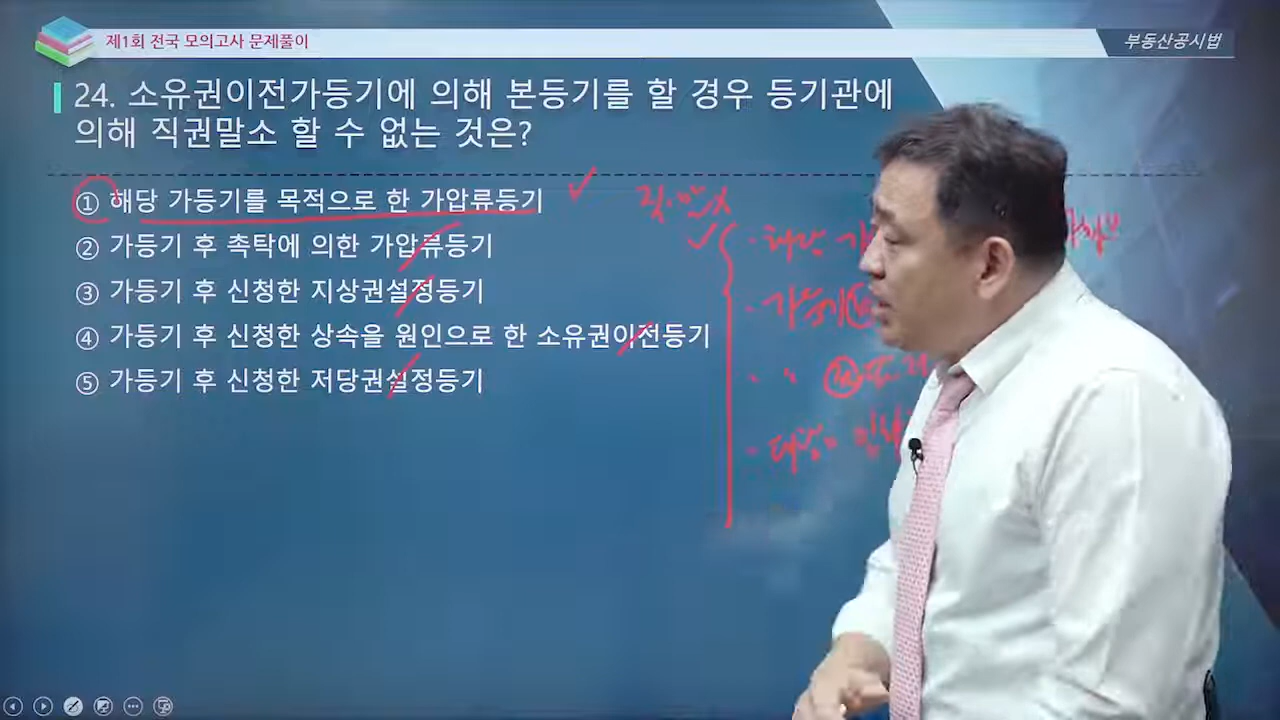 제1회 전국 모의고사 문제풀이
부동산공시법
24. 소유권이전가등기에 의해 본등기를 할 경우 등기관에
의해 직권말소 할 수 없는 것은?
① 해당 가등기를 목적으로 한 가압류등기
② 가등기 후 촉탁에 의한 가압류등기
③ 가등기 후 신청한 지상권설정등기
④ 가등기 후 신청한 상속을 원인으로 한 소유권이전등기
⑤ 가등기 후 신청한 저당권설정등기
직·말 X
· 해당 가